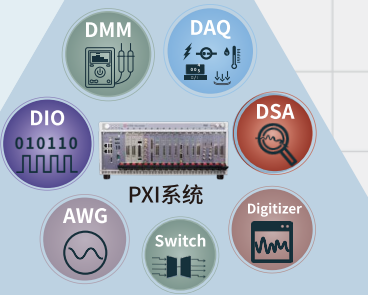 DMM
DAQ
DIO
010110
DSA
PXI系统
AWG
Switch
Digitizer